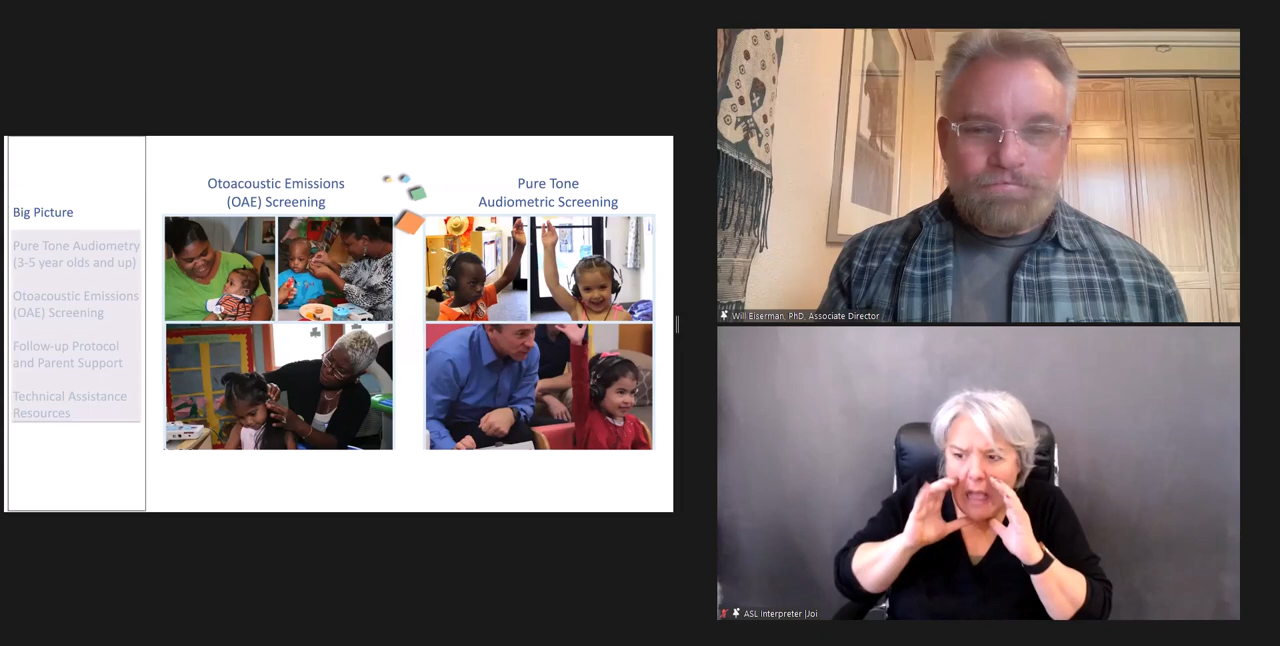 Big Picture
Pure Tone Audiometry
(3-5 year olds and up)
Otoacoustic Emissions
(OAE) Screening
Follow-up Protocol
and Parent Support
Technical Assistance
Resources
Otoacoustic Emissions
(OAE) Screening
Pure Tone
Audiometric Screening
Will Eiserman, PhD, Associate Director
ASL Interpreter |Joi